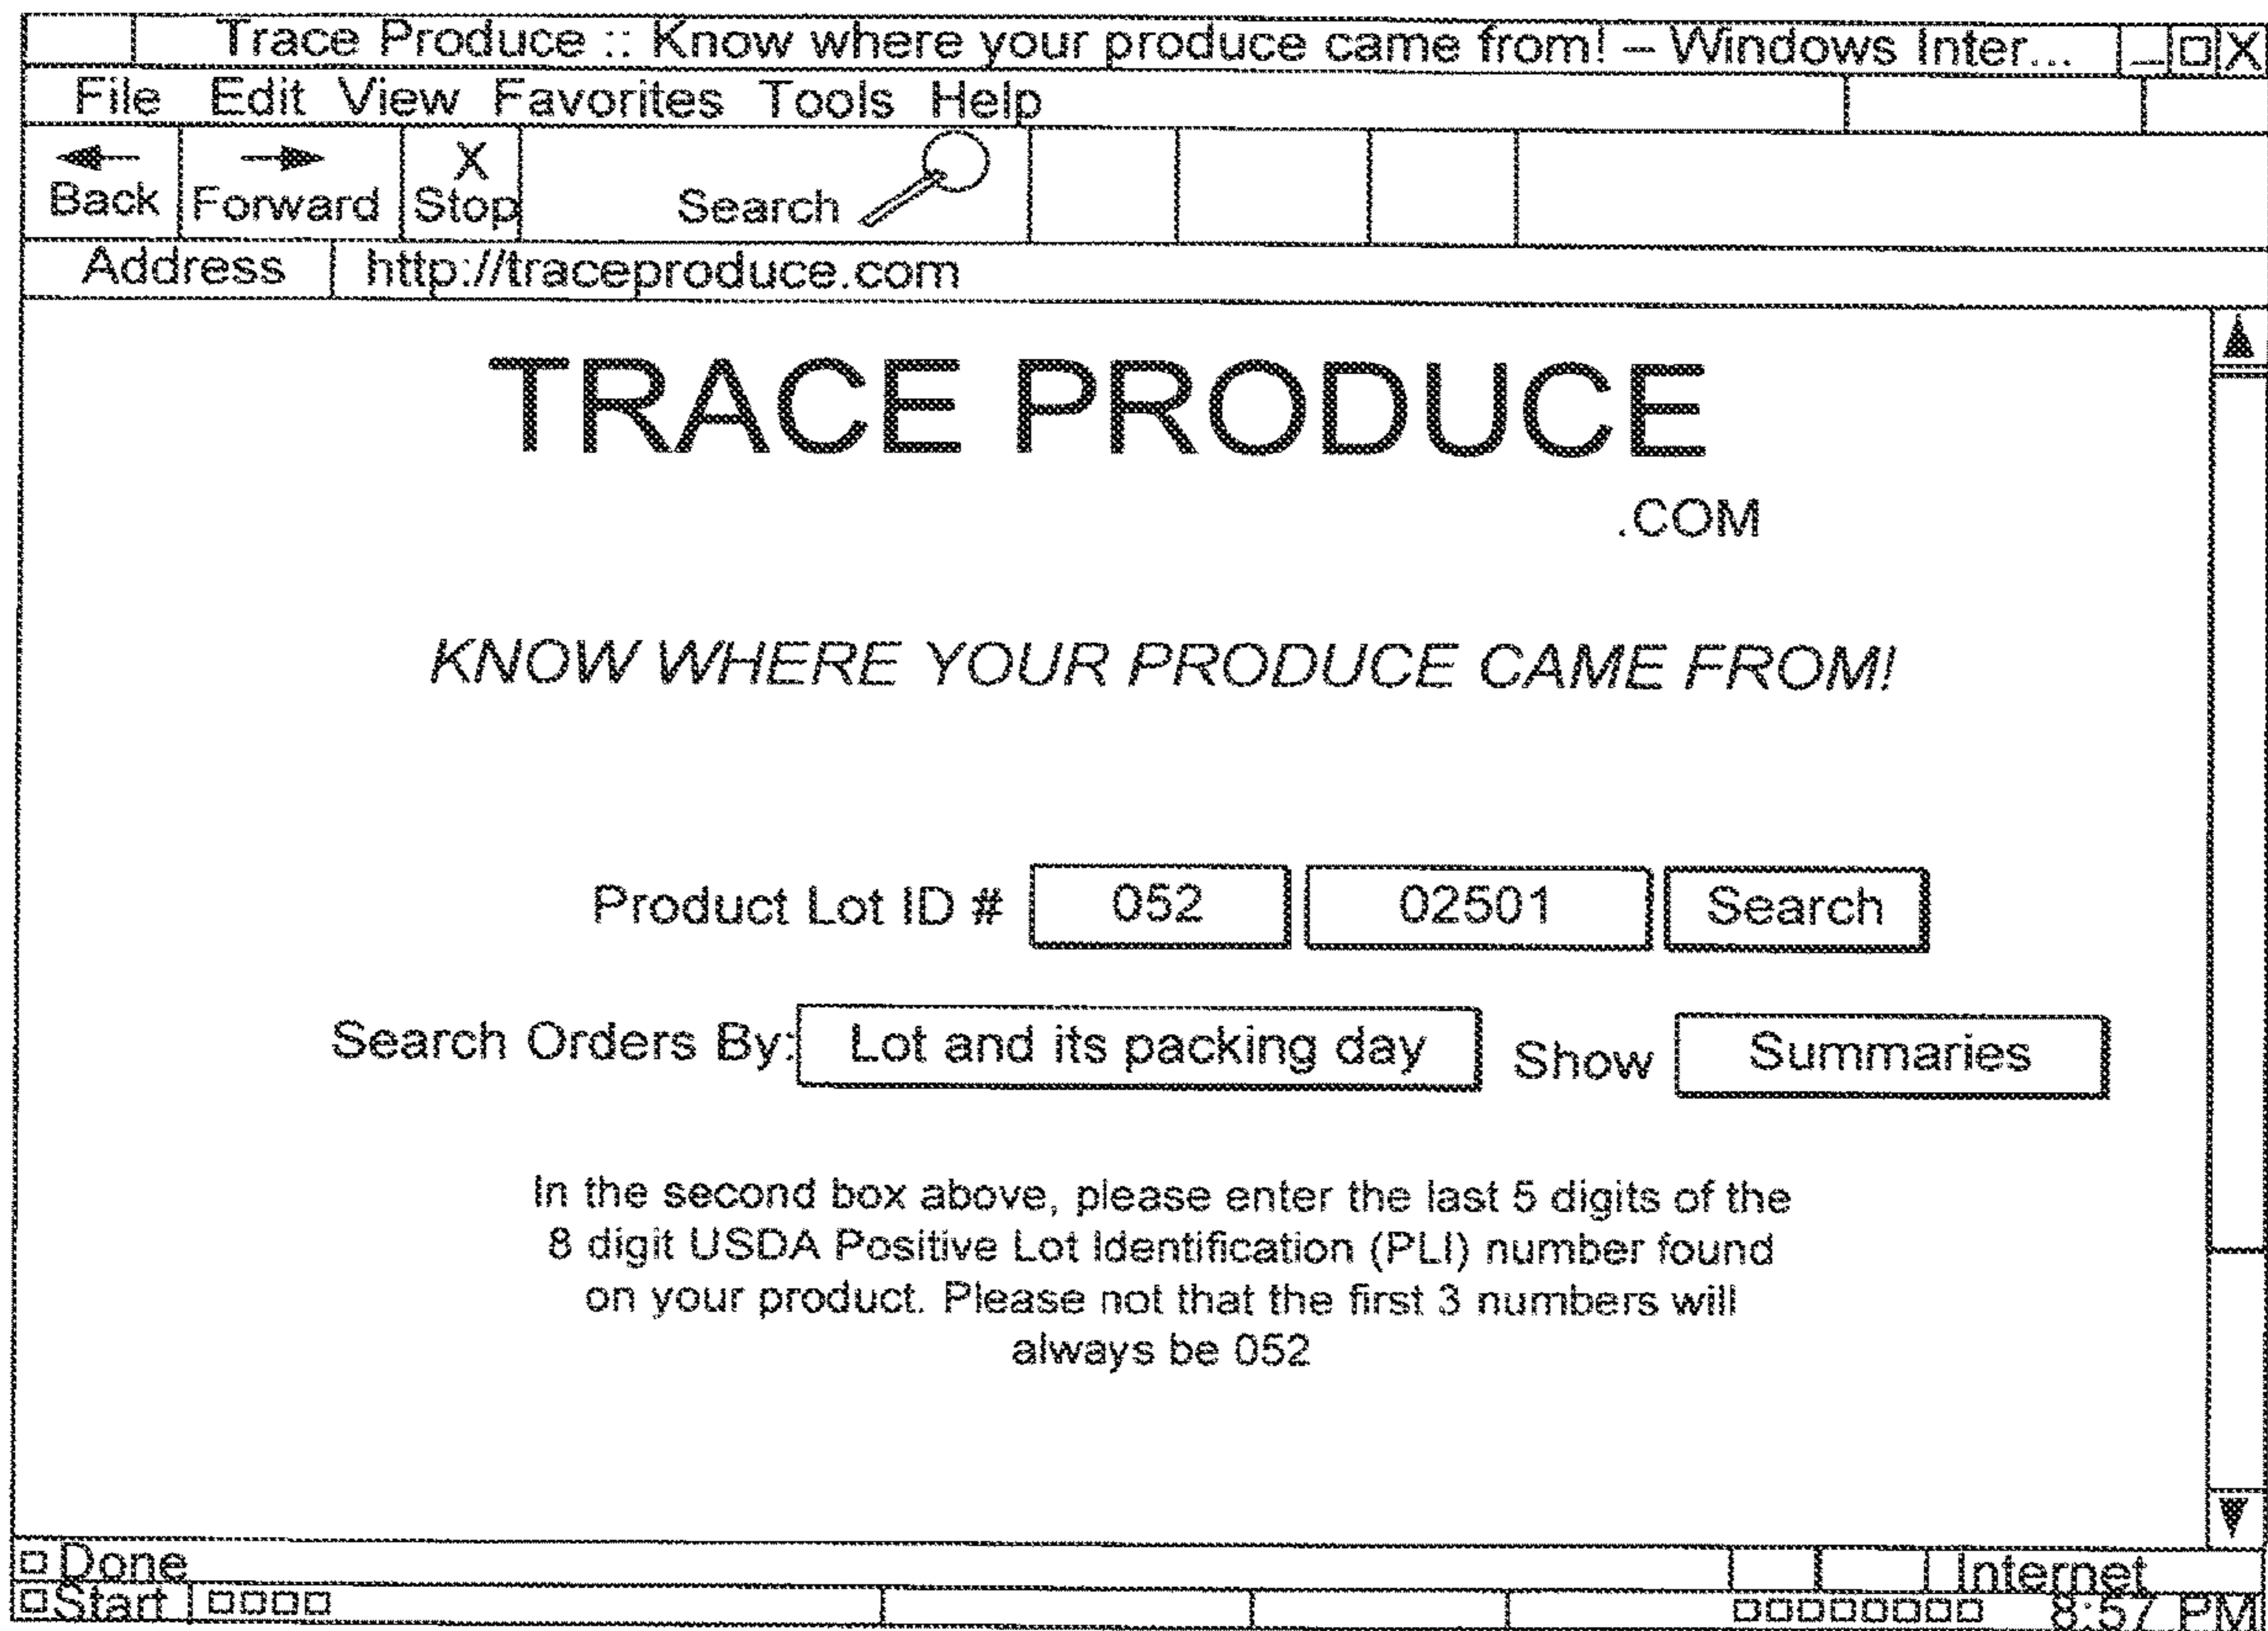 Trace Produce :: Know where your produce came from! – Windows Inter...
File Edit View Favorites Tools Help
X
Back Forward Stop Search
Address http://traceproduce.com
TRACE PRODUCE
.COM
KNOW WHERE YOUR PRODUCE CAME FROM!
Product Lot ID # 052 02501 Search
Search Orders By: Lot and its packing day Show Summaries
In the second box above, please enter the last 5 digits of the
8 digit USDA Positive Lot Identification (PLI) number found
on your product. Please not that the first 3 numbers will
always be 052
Done Internet
Start 8:57 PM